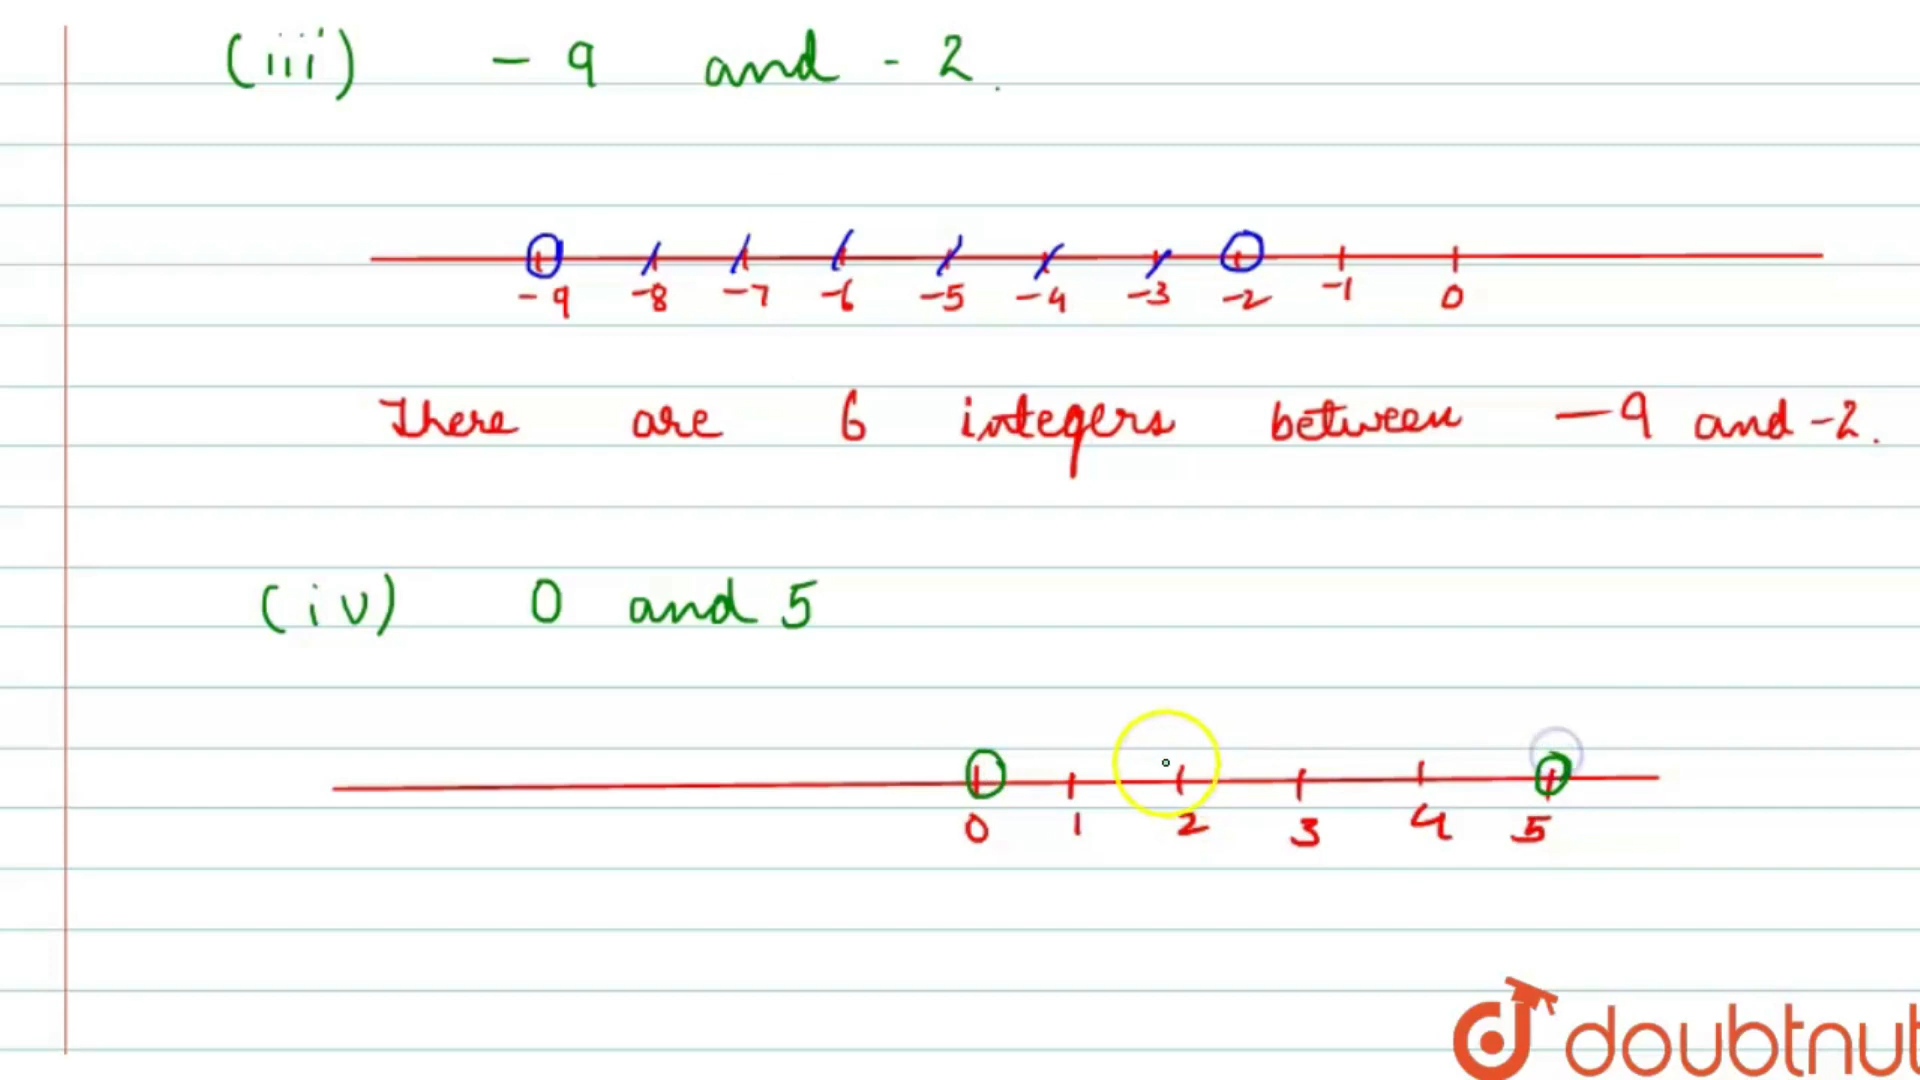 (iii) - 9 and - 2.
-9 -8 -7 -6 -5 -4 -3 -2 -1 0
There are 6 integers between -9 and -2.
(iv) 0 and 5
0 1 2 3 4 5
doubtnut